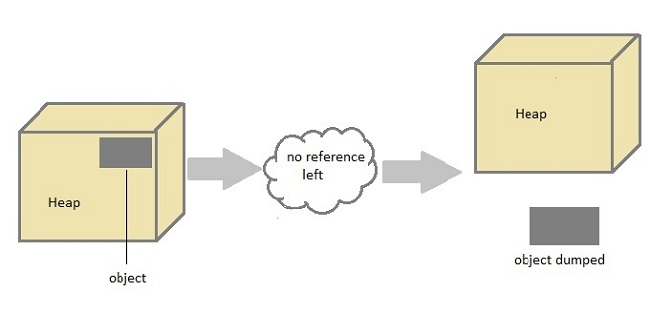 Heap
object
no reference
left
Heap
object dumped